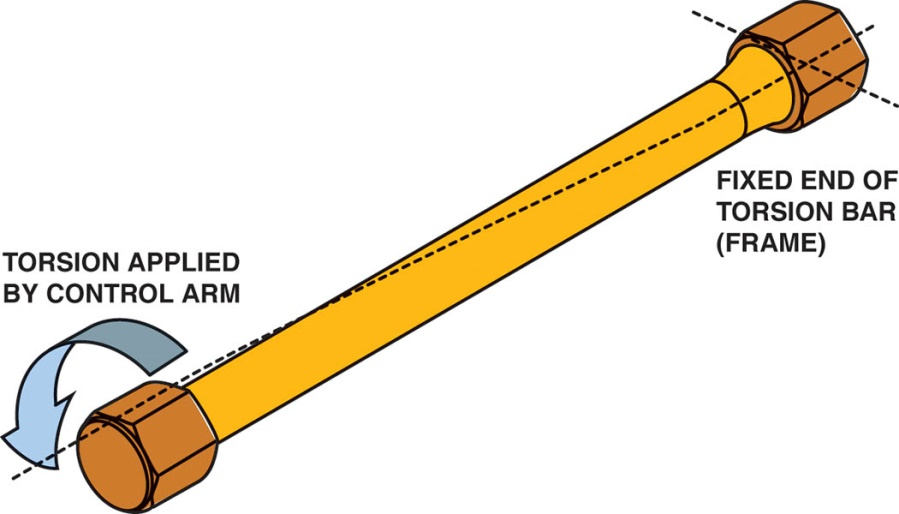 FIXED END OF
TORSION BAR
(FRAME)
TORSION APPLIED
BY CONTROL ARM